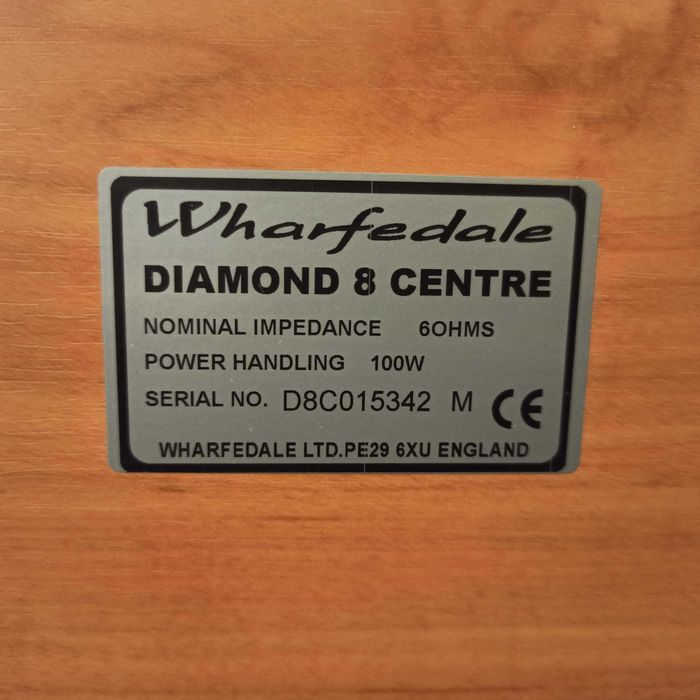 Wharfedale
DIAMOND 8 CENTRE
NOMINAL IMPEDANCE 6OHMS
POWER HANDLING 100W
SERIAL NO. D8C015342 M CE
WHARFEDALE LTD.PE29 6XU ENGLAND